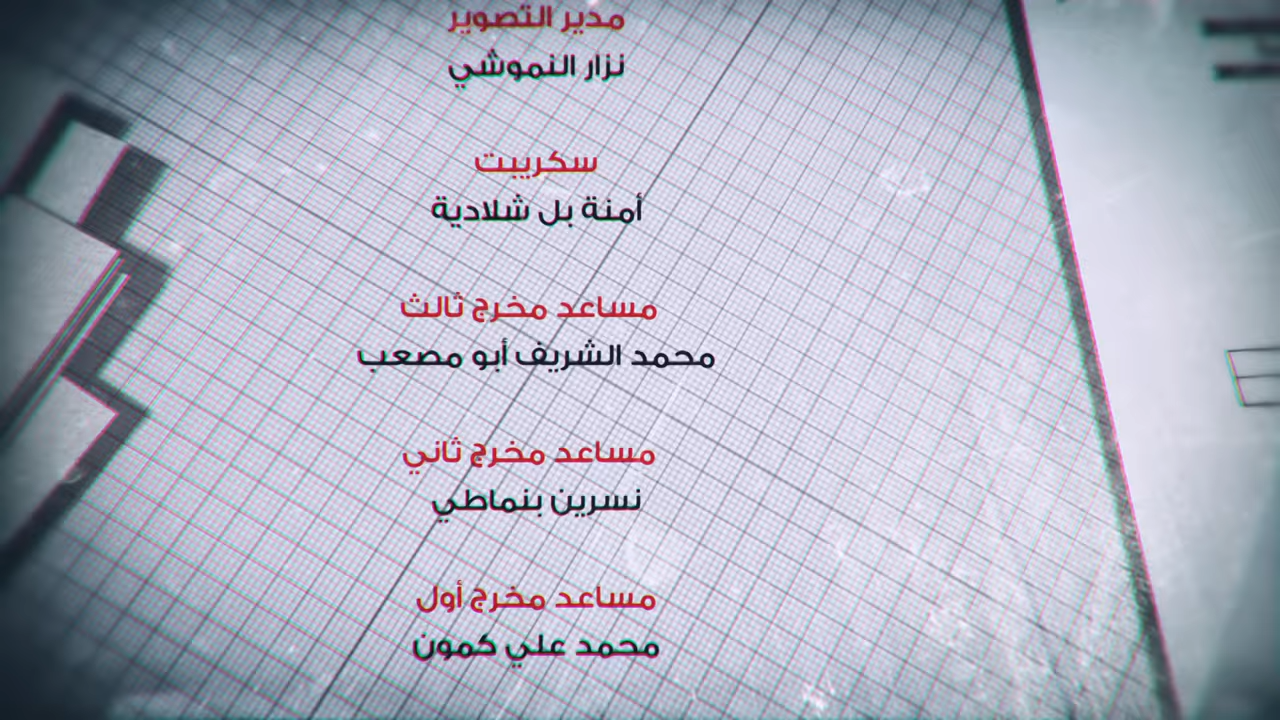 مدير التصوير
نزار النموشي
سكريبت
أمنة بل شلادية
مساعد مخرج ثالث
محمد الشريف أبو مصعب
مساعد مخرج ثاني
نسرين بنماطي
مساعد مخرج أول
محمد علي كمون